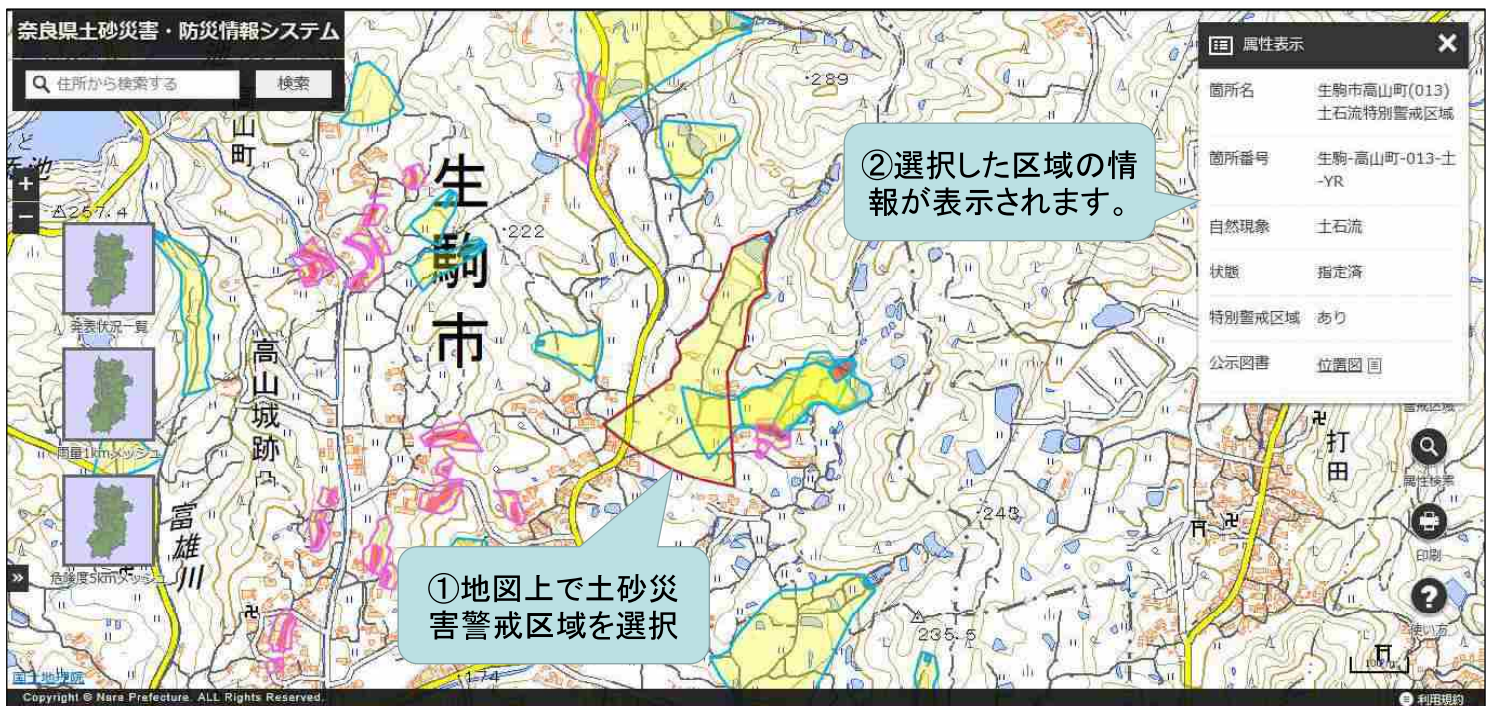 奈良県土砂災害・防災情報システム
住所から検索する
検索
属性表示
箇所名
生駒市高山町(013)
土石流特別警戒区域
箇所番号
生駒-高山町-013-土
-YR
自然現象
土石流
状態
指定済
特別警戒区域
あり
公示図書
位置図
②選択した区域の情
報が表示されます。
①地図上で土砂災
害警戒区域を選択
生駒市
山町
257.4
289
222
243
235.5
174
高山城跡
富雄川
打田
+
-
発表状況一覧
雨量1kmメッシュ
危険度5kmメッシュ
»
警戒区域
属性検索
印刷
?
使い方
100m
国土地理院
Copyright © Nara Prefecture. ALL Rights Reserved.
利用規約